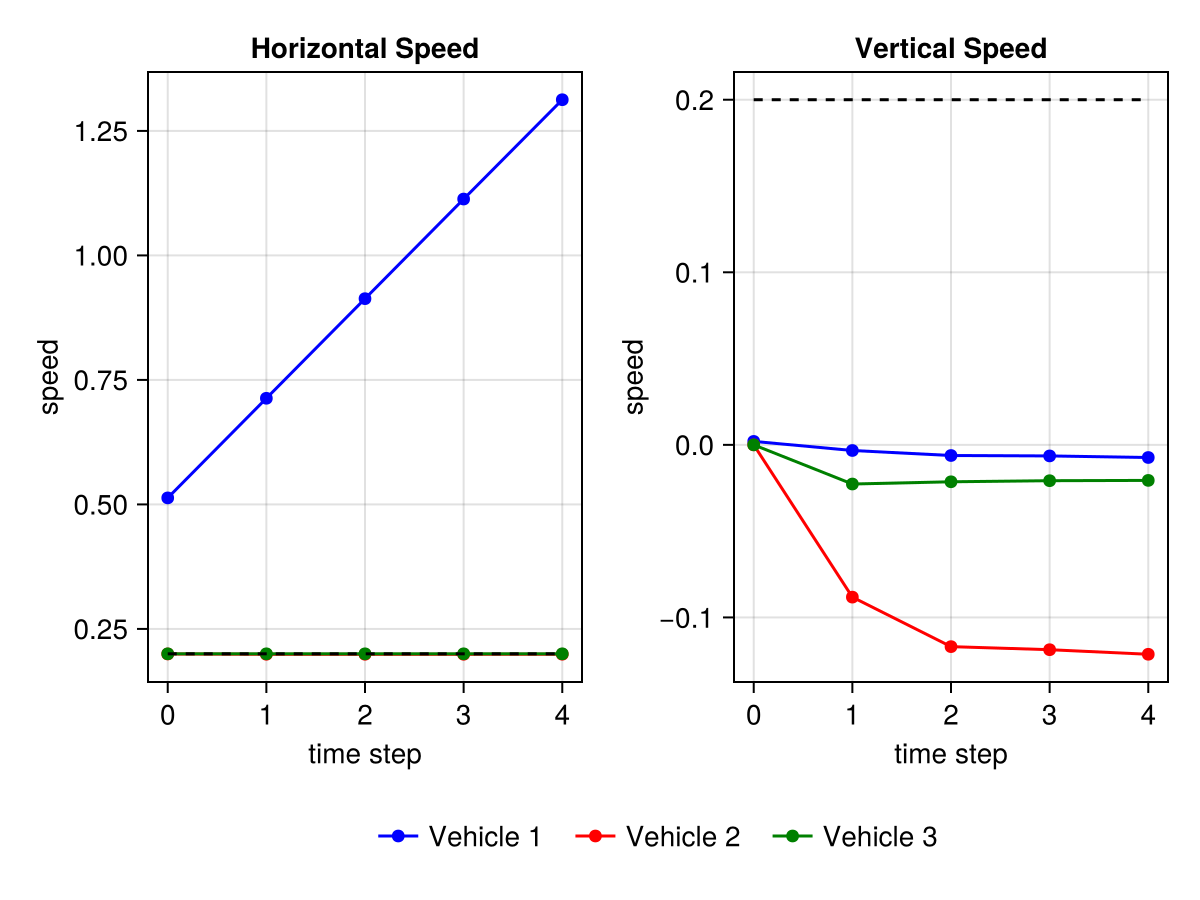 Horizontal Speed
1.25
1.00
0.75
0.50
0.25
speed
0 1 2 3 4
time step
Vertical Speed
0.2
0.1
0.0
−0.1
speed
0 1 2 3 4
time step
Vehicle 1 Vehicle 2 Vehicle 3